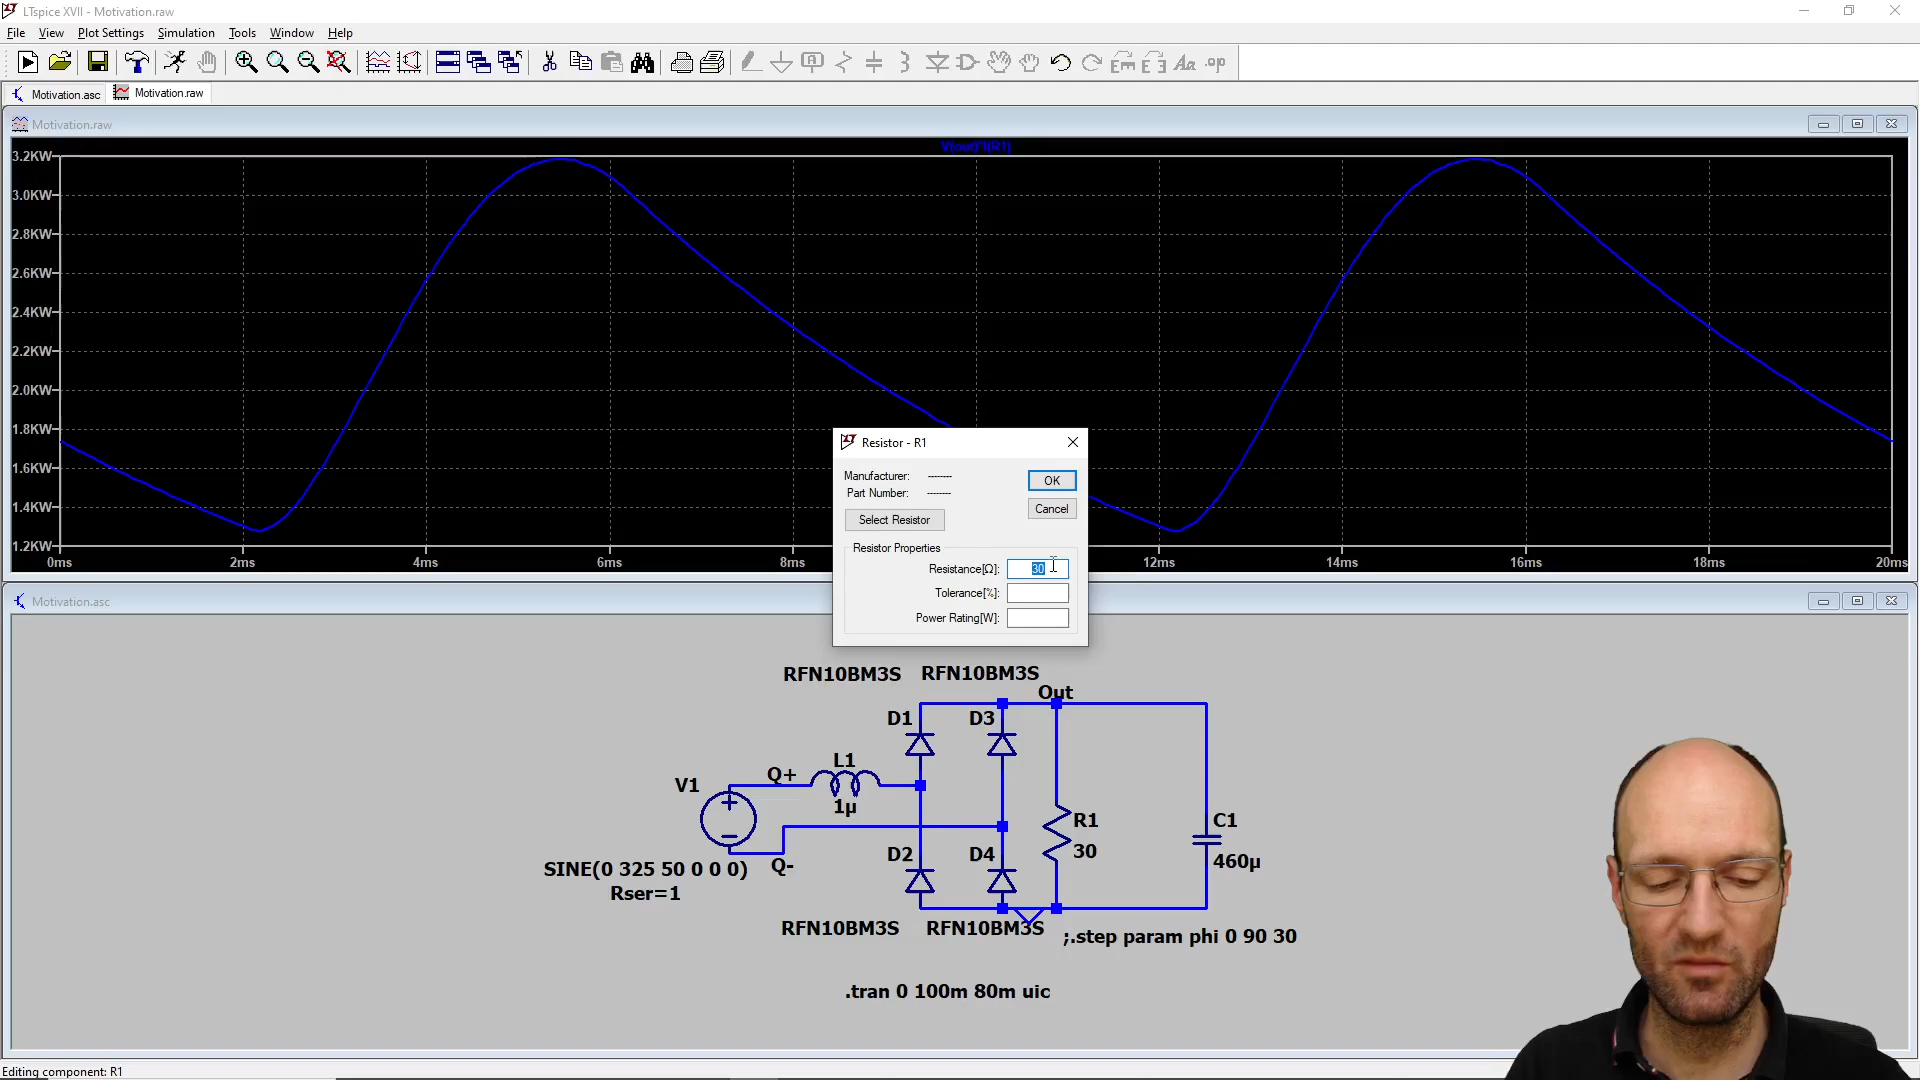 LTspice XVII - Motivation.raw
File View Plot Settings Simulation Tools Window Help
Motivation.asc Motivation.raw
Motivation.raw
V(out)*I(R1)
3.2KW
3.0KW
2.8KW
2.6KW
2.4KW
2.2KW
2.0KW
1.8KW
1.6KW
1.4KW
1.2KW
0ms 2ms 4ms 6ms 8ms 12ms 14ms 16ms 18ms 20ms
Resistor - R1
Manufacturer: --------
OK
Part Number: --------
Cancel
Select Resistor
Resistor Properties
Resistance[Ω]: 30
Tolerance[%]:
Power Rating[W]:
Motivation.asc
RFN10BM3S RFN10BM3S
Out
D1 D3
L1
Q+
V1
1µ
R1
C1
30
D2 D4
460µ
Q-
SINE(0 325 50 0 0 0)
Rser=1
RFN10BM3S RFN10BM3S
;.step param phi 0 90 30
.tran 0 100m 80m uic
Editing component: R1